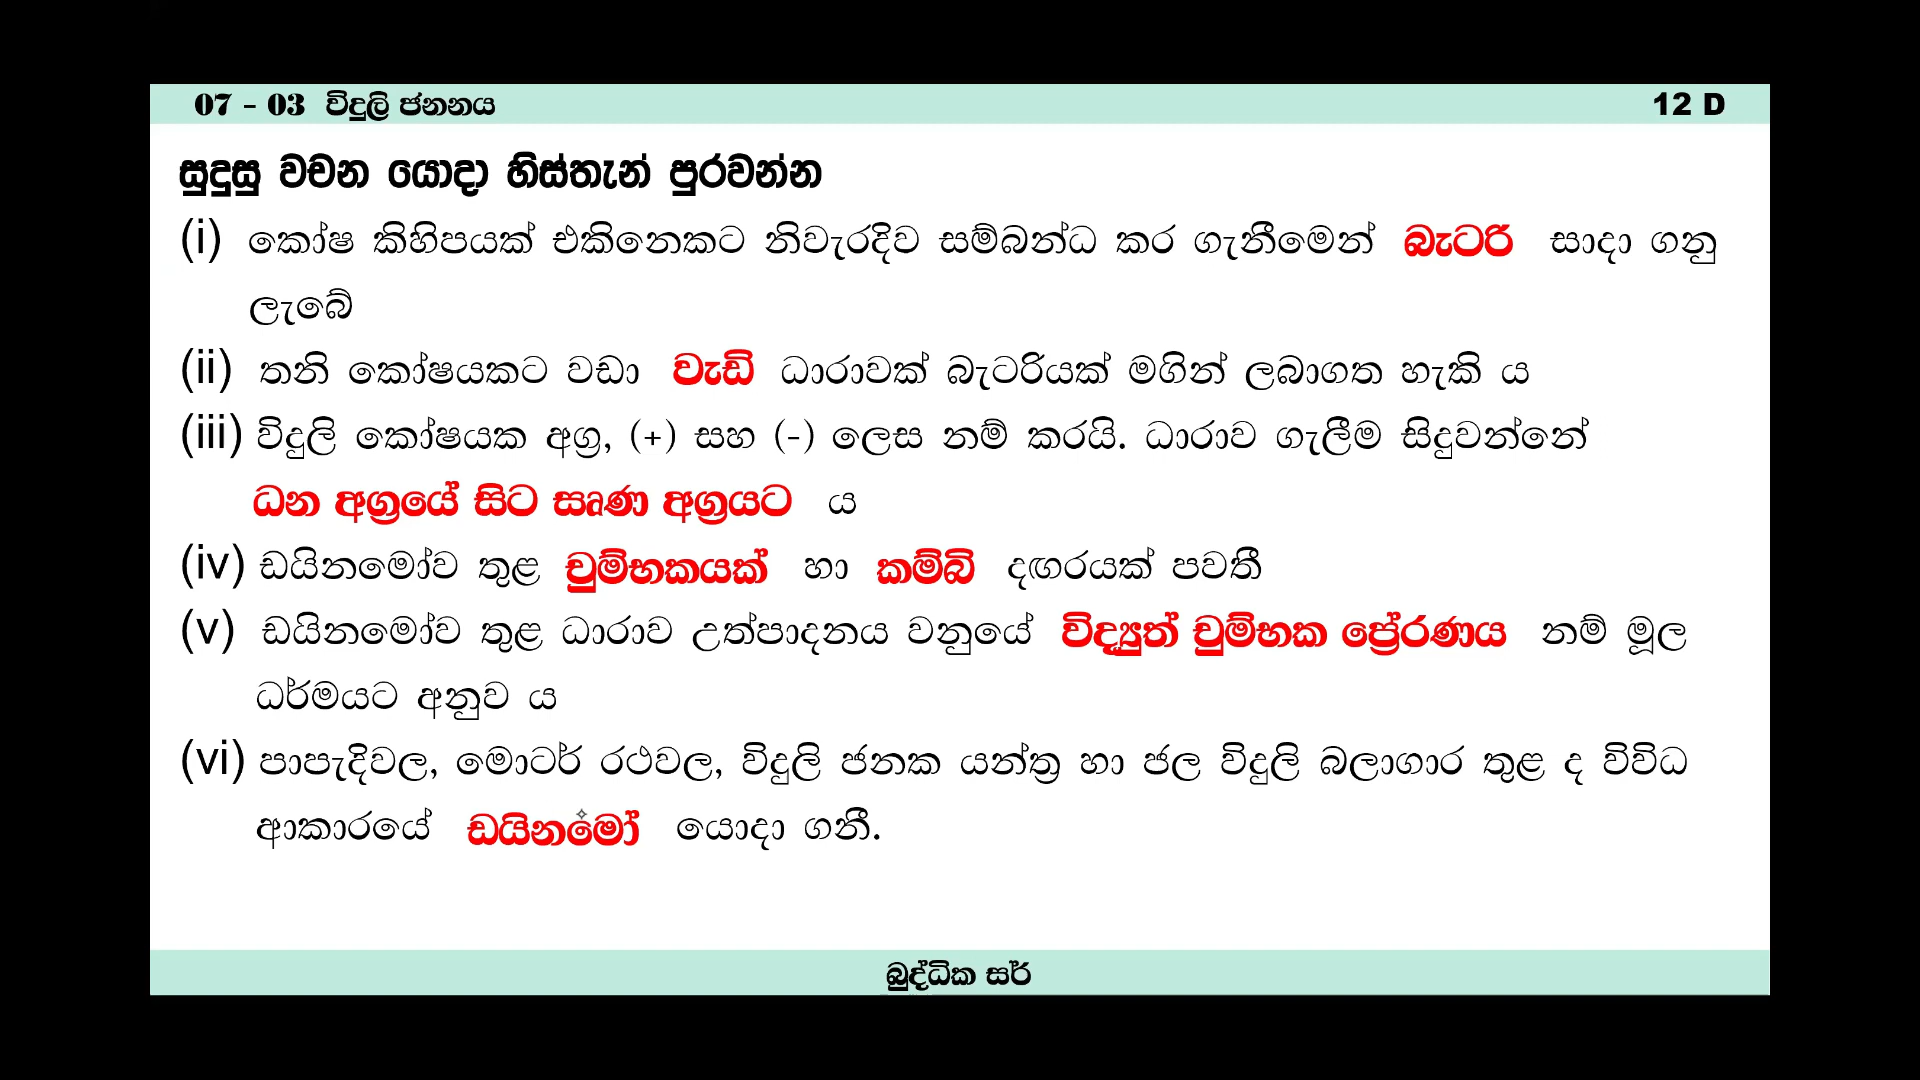 07 - 03 විදුලි ජනනය
12 D
සුදුසු වචන යොදා හිස්තැන් පුරවන්න
(i) කෝෂ කිහිපයක් එකිනෙකට නිවැරදිව සම්බන්ධ කර ගැනීමෙන් බැටරි සාදා ගනු
ලැබේ
(ii) තනි කෝෂයකට වඩා වැඩි ධාරාවක් බැටරියක් මගින් ලබාගත හැකි ය
(iii) විදුලි කෝෂයක අග්‍ර, (+) සහ (-) ලෙස නම් කරයි. ධාරාව ගැලීම සිදුවන්නේ
ධන අග්‍රයේ සිට සෘණ අග්‍රයට ය
(iv) ඩයිනමෝව තුළ චුම්භකයක් හා කම්බි දඟරයක් පවතී
(v) ඩයිනමෝව තුළ ධාරාව උත්පාදනය වනුයේ විද්‍යුත් චුම්භක ප්‍රේරණය නම් මූල
ධර්මයට අනුව ය
(vi) පාපැදිවල, මොටර් රථවල, විදුලි ජනක යන්ත්‍ර හා ජල විදුලි බලාගාර තුළ ද විවිධ
ආකාරයේ ඩයිනමෝ යොදා ගනී.
බුද්ධික සර්